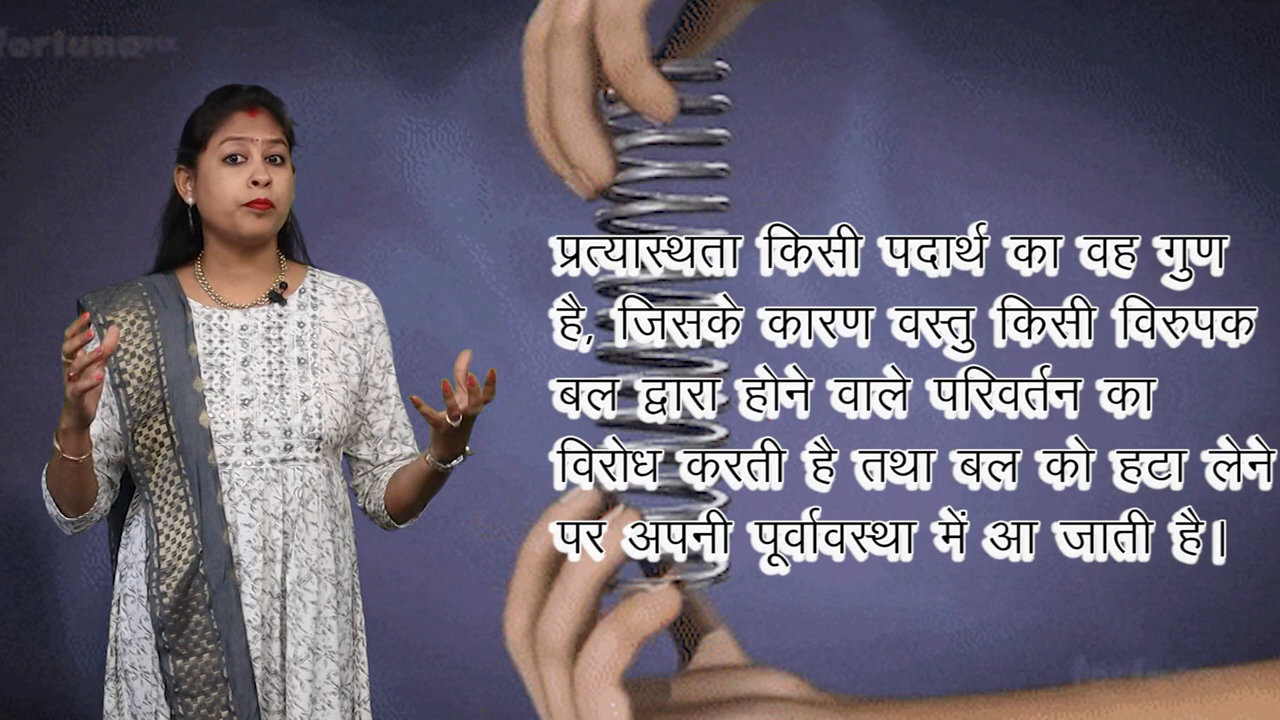 प्रत्यास्थता किसी पदार्थ का वह गुण
है, जिसके कारण वस्तु किसी विरुपक
बल द्वारा होने वाले परिवर्तन का
विरोध करती है तथा बल को हटा लेने
पर अपनी पूर्वावस्था में आ जाती है।